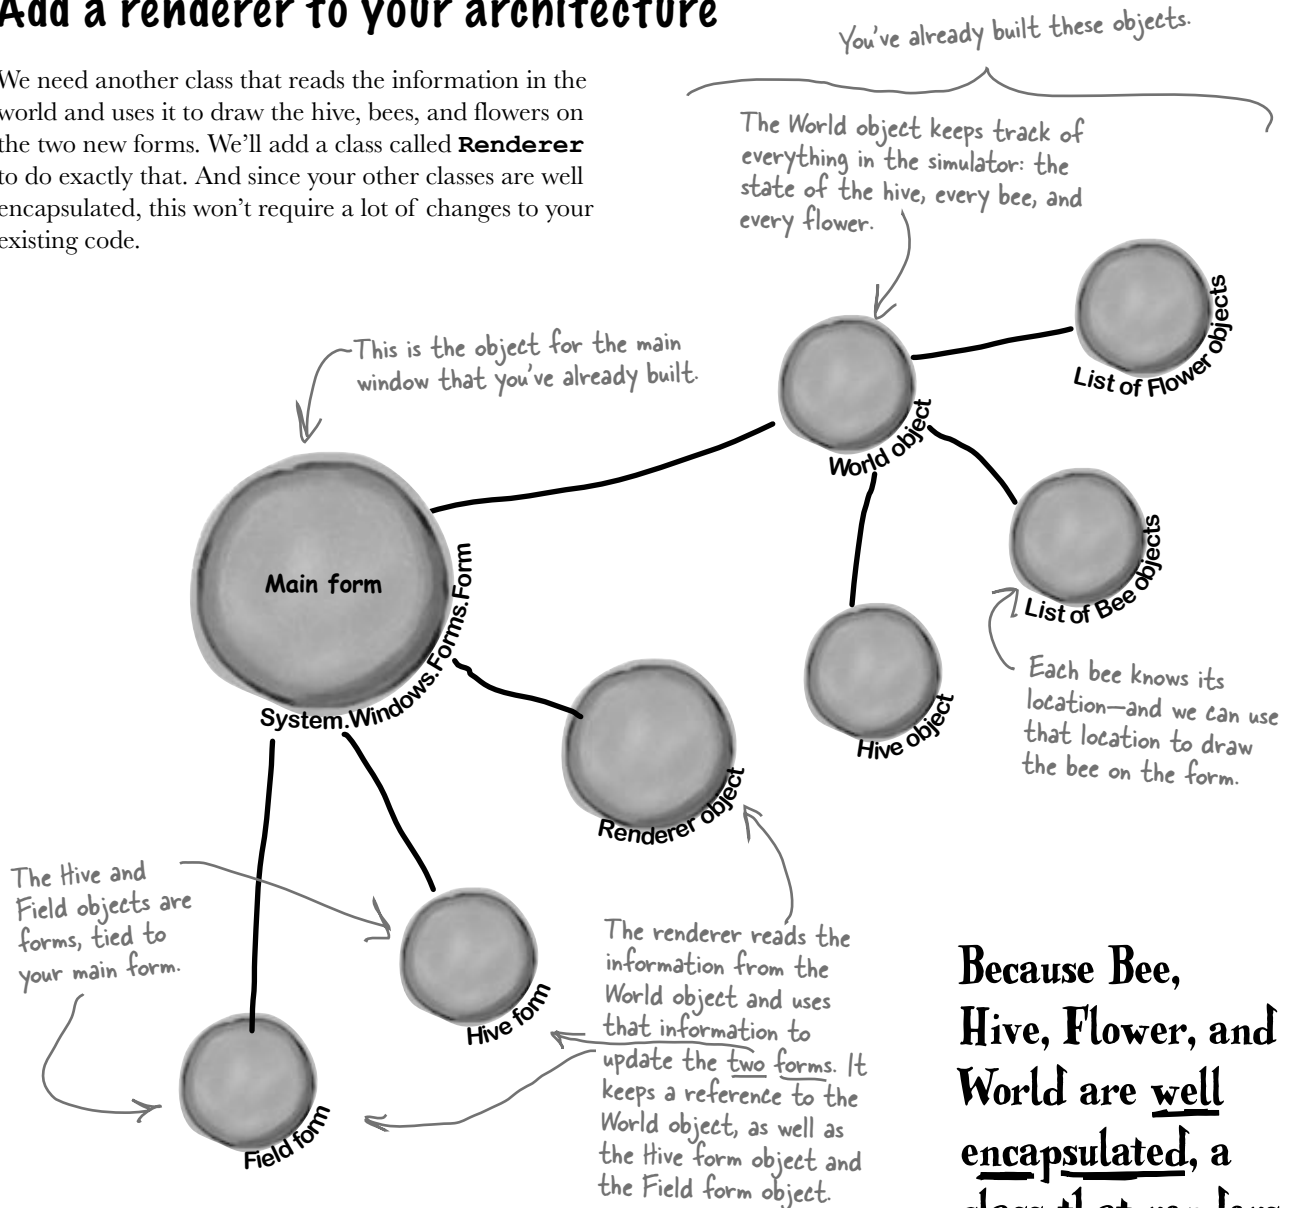 Add a renderer to your architecture
We need another class that reads the information in the
world and uses it to draw the hive, bees, and flowers on
the two new forms. We’ll add a class called Renderer
to do exactly that. And since your other classes are well
encapsulated, this won’t require a lot of changes to your
existing code.
You've already built these objects.
The World object keeps track of
everything in the simulator: the
state of the hive, every bee, and
every flower.
This is the object for the main
window that you've already built.
List of Flower objects
World object
Main form
System.Windows.Forms.Form
List of Bee objects
Hive object
Each bee knows its
location—and we can use
that location to draw
the bee on the form.
Renderer object
The Hive and
Field objects are
forms, tied to
your main form.
Hive form
Field form
The renderer reads the
information from the
World object and uses
that information to
update the two forms. It
keeps a reference to the
World object, as well as
the Hive form object and
the Field form object.
Because Bee,
Hive, Flower, and
World are well
encapsulated, a
class that renders